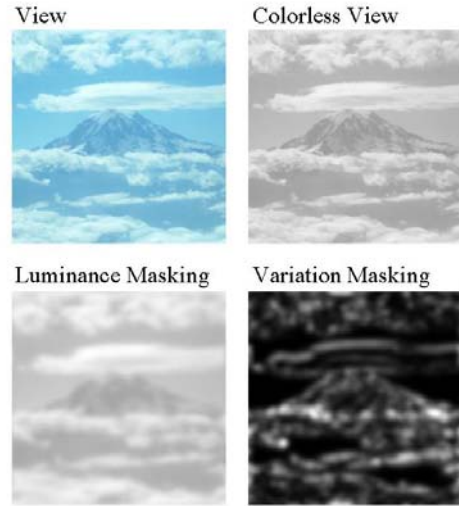 View
Colorless View
Luminance Masking
Variation Masking